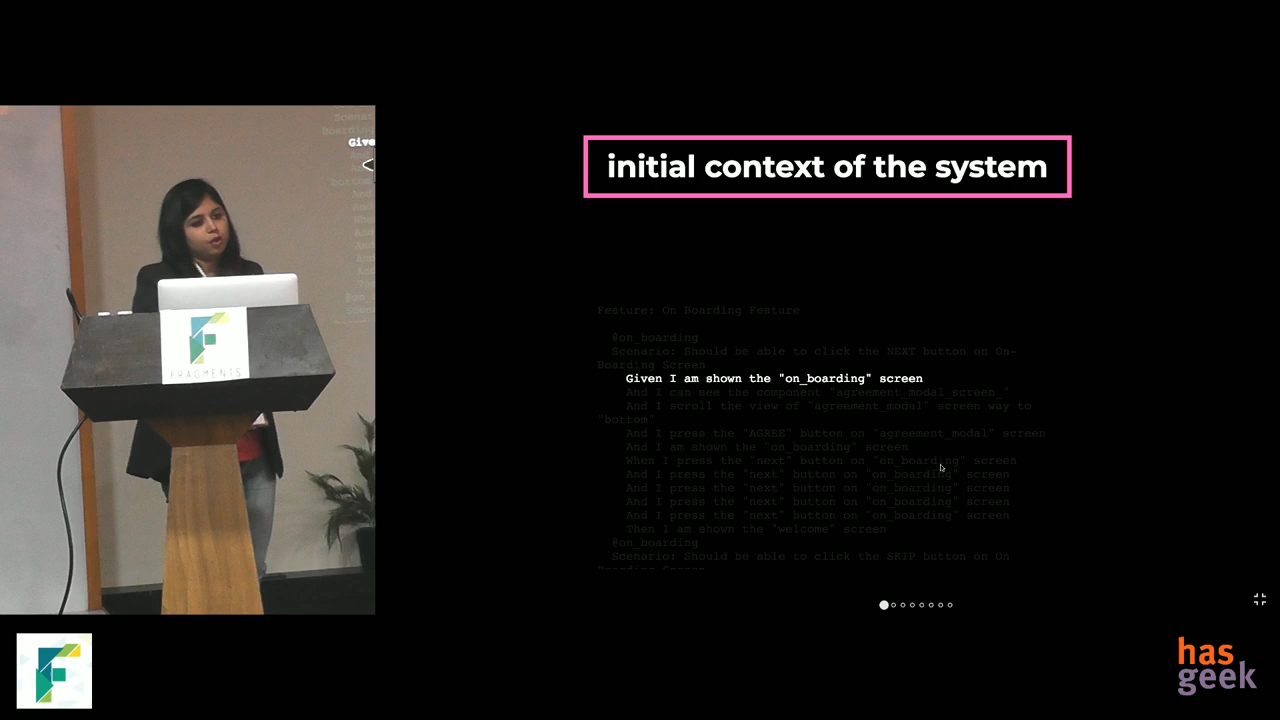 initial context of the system
Feature: On Boarding Feature
@on_boarding
Scenario: Should be able to click the NEXT button on On-
Boarding Screen
Given I am shown the "on_boarding" screen
And I can see the component "agreement_modal_screen_"
And I scroll the view of "agreement_modal" screen way to
"bottom"
And I press the "AGREE" button on "agreement_modal" screen
And I am shown the "on_boarding" screen
When I press the "next" button on "on_boarding" screen
And I press the "next" button on "on_boarding" screen
And I press the "next" button on "on_boarding" screen
And I press the "next" button on "on_boarding" screen
And I press the "next" button on "on_boarding" screen
Then I am shown the "welcome" screen
@on_boarding
Scenario: Should be able to click the SKIP button on On
Give
FRAGMENTS
has
geek